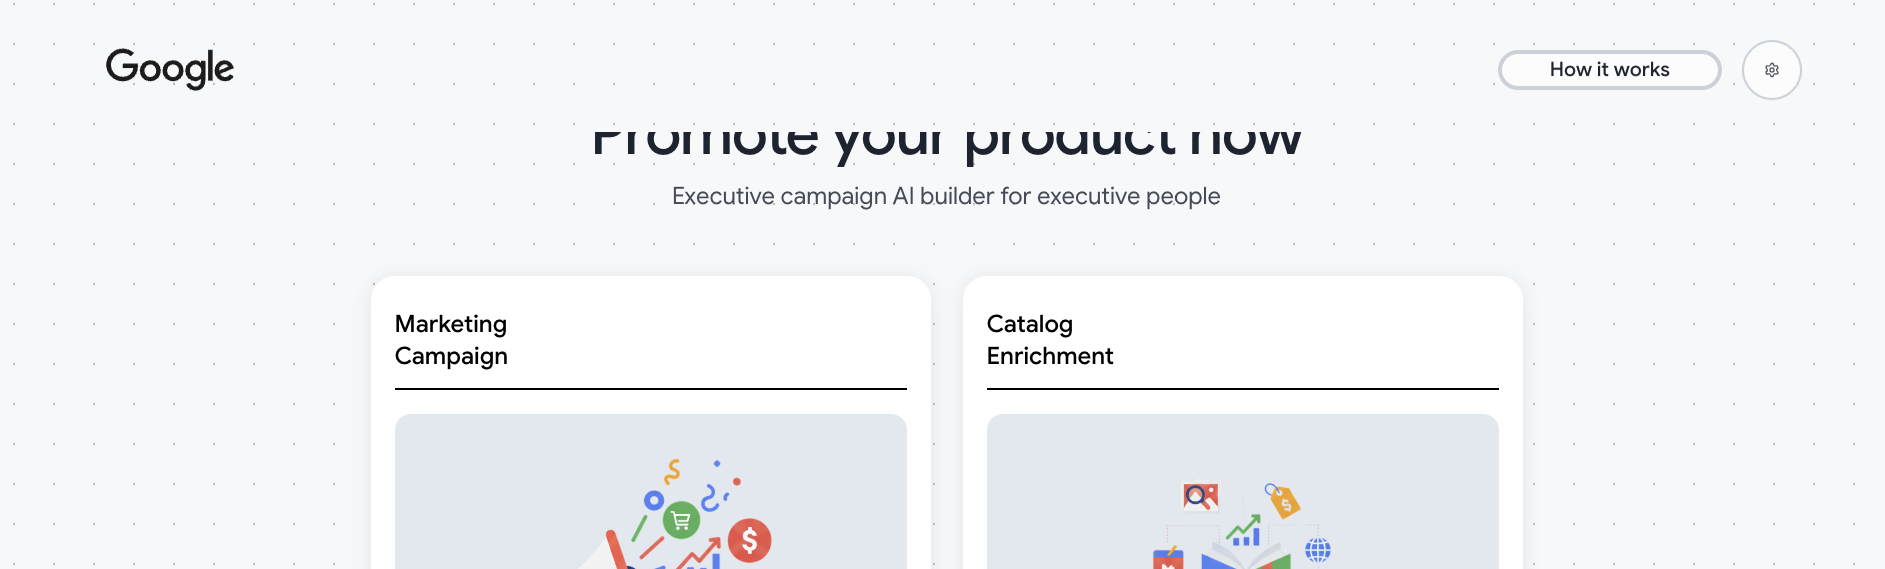 Google
How it works
Promote your product now
Executive campaign AI builder for executive people
Marketing
Campaign
Catalog
Enrichment
$
$